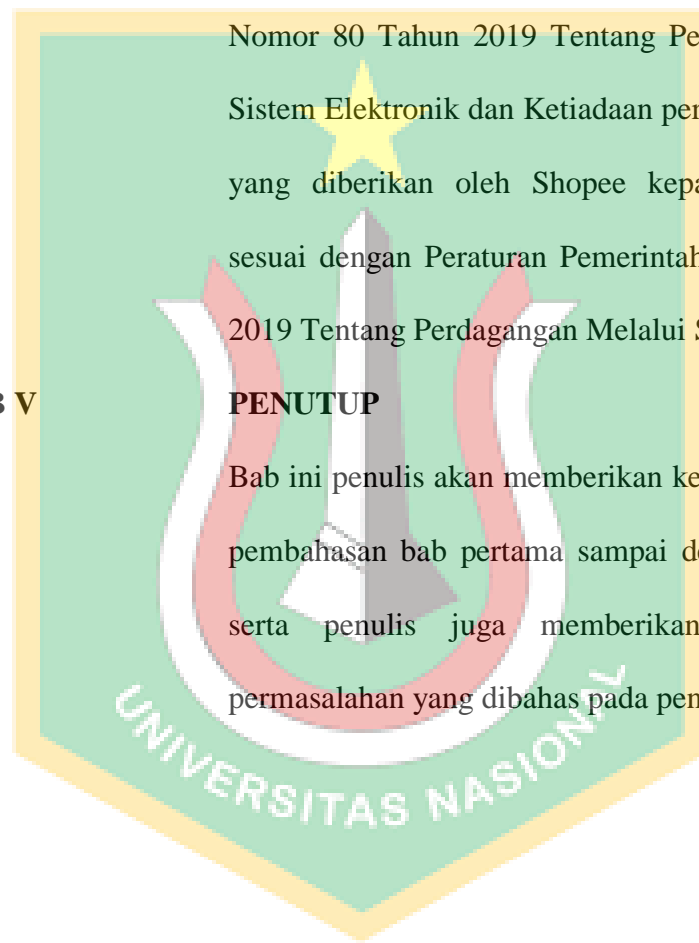 Nomor 80 Tahun 2019 Tentang Pe
Sistem Elektronik dan Ketiadaan per
yang diberikan oleh Shopee kepa
sesuai dengan Peraturan Pemerintah
2019 Tentang Perdagangan Melalui S
B V PENUTUP
Bab ini penulis akan memberikan ke
pembahasan bab pertama sampai de
serta penulis juga memberikan
permasalahan yang dibahas pada pen
UNIVERSITAS NASIONAL